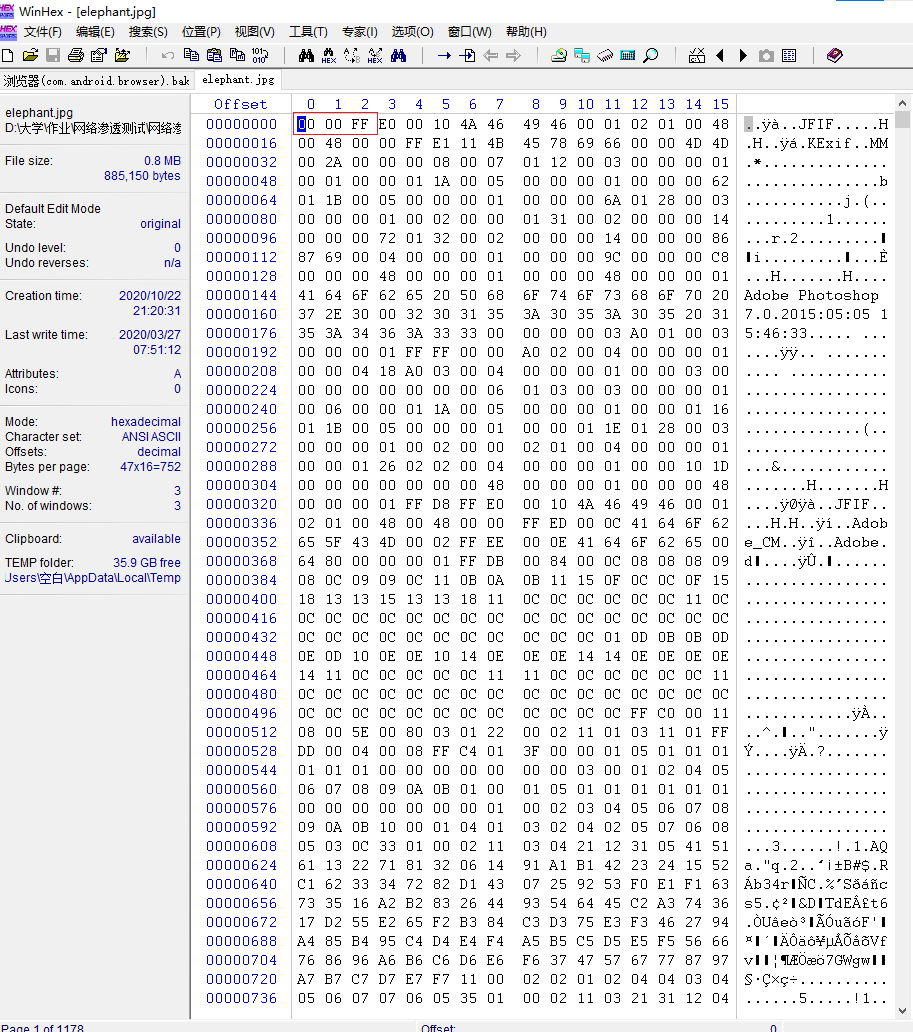 WinHex - [elephant.jpg]
文件(F) 编辑(E) 搜索(S) 位置(P) 视图(V) 工具(T) 专家(I) 选项(O) 窗口(W) 帮助(H)
浏览器(com.android.browser).bak elephant.jpg
elephant.jpg
D:\大学\作业\网络渗透测试\网络渗
File size: 0.8 MB
885,150 bytes
Default Edit Mode
State: original
Undo level: 0
Undo reverses: n/a
Creation time: 2020/10/22
21:20:31
Last write time: 2020/03/27
07:51:12
Attributes: A
Icons: 0
Mode: hexadecimal
Character set: ANSI ASCII
Offsets: decimal
Bytes per page: 47x16=752
Window #: 3
No. of windows: 3
Clipboard: available
TEMP folder: 35.9 GB free
Users\空白\AppData\Local\Temp
Offset 0 1 2 3 4 5 6 7 8 9 10 11 12 13 14 15
00000000 00 00 FF E0 00 10 4A 46 49 46 00 01 02 01 00 48 ..ÿà..JFIF.....H
00000016 00 48 00 00 FF E1 11 4B 45 78 69 66 00 00 4D 4D .H..ÿá.KExif..MM
00000032 00 2A 00 00 00 08 00 07 01 12 00 03 00 00 00 01 .*..............
00000048 00 01 00 00 01 1A 00 05 00 00 00 01 00 00 00 62 ...............b
00000064 01 1B 00 05 00 00 00 01 00 00 00 6A 01 28 00 03 ...........j.(..
00000080 00 00 00 01 00 02 00 00 01 31 00 02 00 00 00 14 .........1......
00000096 00 00 00 72 01 32 00 02 00 00 00 14 00 00 00 86 ...r.2.........
00000112 87 69 00 04 00 00 00 01 00 00 00 9C 00 00 00 C8 i..............È
00000128 00 00 00 48 00 00 00 01 00 00 00 48 00 00 00 01 ...H.......H....
00000144 41 64 6F 62 65 20 50 68 6F 74 6F 73 68 6F 70 20 Adobe Photoshop
00000160 37 2E 30 00 32 30 31 35 3A 30 35 3A 30 35 20 31 7.0.2015:05:05 1
00000176 35 3A 34 36 3A 33 33 00 00 00 00 03 A0 01 00 03 5:46:33..... ...
00000192 00 00 00 01 FF FF 00 00 A0 02 00 04 00 00 00 01 ....ÿÿ.. .......
00000208 00 00 04 18 A0 03 00 04 00 00 00 01 00 00 03 00 .... ...........
00000224 00 00 00 00 00 00 00 06 01 03 00 03 00 00 00 01 ................
00000240 00 06 00 00 01 1A 00 05 00 00 00 01 00 00 01 16 ................
00000256 01 1B 00 05 00 00 00 01 00 00 01 1E 01 28 00 03 .............(..
00000272 00 00 00 01 00 02 00 00 02 01 00 04 00 00 00 01 ................
00000288 00 00 01 26 02 02 00 04 00 00 00 01 00 00 10 1D ...&............
00000304 00 00 00 00 00 00 00 48 00 00 00 01 00 00 00 48 .......H.......H
00000320 00 00 00 01 FF D8 FF E0 00 10 4A 46 49 46 00 01 ....ÿØÿà..JFIF..
00000336 02 01 00 48 00 48 00 00 FF ED 00 0C 41 64 6F 62 ...H.H..ÿí..Adob
00000352 65 5F 43 4D 00 02 FF EE 00 0E 41 64 6F 62 65 00 e_CM..ÿî..Adobe.
00000368 64 80 00 00 00 01 FF DB 00 84 00 0C 08 08 08 09 d.....ÿÛ........
00000384 08 0C 09 09 0C 11 0B 0A 0B 11 15 0F 0C 0C 0F 15 ................
00000400 18 13 13 15 13 13 18 11 0C 0C 0C 0C 0C 0C 11 0C ................
00000416 0C 0C 0C 0C 0C 0C 0C 0C 0C 0C 0C 0C 0C 0C 0C 0C ................
00000432 0C 0C 0C 0C 0C 0C 0C 0C 0C 0C 0C 01 0D 0B 0B 0D ................
00000448 0E 0D 10 0E 0E 10 14 0E 0E 0E 14 14 0E 0E 0E 0E ................
00000464 14 11 0C 0C 0C 0C 0C 11 11 0C 0C 0C 0C 0C 0C 11 ................
00000480 0C 0C 0C 0C 0C 0C 0C 0C 0C 0C 0C 0C 0C 0C 0C 0C ................
00000496 0C 0C 0C 0C 0C 0C 0C 0C 0C 0C 0C 0C FF C0 00 11 ............ÿÀ..
00000512 08 00 5E 00 80 03 01 22 00 02 11 01 03 11 01 FF ..^....".......ÿ
00000528 DD 00 04 00 08 FF C4 01 3F 00 00 01 05 01 01 01 Ý....ÿÄ.?.......
00000544 01 01 01 00 00 00 00 00 00 00 03 00 01 02 04 05 ................
00000560 06 07 08 09 0A 0B 01 00 01 05 01 01 01 01 01 01 ................
00000576 00 00 00 00 00 00 00 01 00 02 03 04 05 06 07 08 ................
00000592 09 0A 0B 10 00 01 04 01 03 02 04 02 05 07 06 08 ................
00000608 05 03 0C 33 01 00 02 11 03 04 21 12 31 05 41 51 ...3......!.1.AQ
00000624 61 13 22 71 81 32 06 14 91 A1 B1 42 23 24 15 52
00000640 C1 62 33 34 72 82 D1 43 07 25 92 53 F0 E1 F1 63
00000656 73 35 16 A2 B2 83 26 44 93 54 64 45 C2 A3 74 36
00000672 17 D2 55 E2 65 F2 B3 84 C3 D3 75 E3 F3 46 27 94
00000688 A4 85 B4 95 C4 D4 E4 F4 A5 B5 C5 D5 E5 F5 56 66
00000704 76 86 96 A6 B6 C6 D6 E6 F6 37 47 57 67 77 87 97
00000720 A7 B7 C7 D7 E7 F7 11 00 02 02 01 02 04 04 03 04 §·Ç×ç÷..........
00000736 05 06 07 07 06 05 35 01 00 02 11 03 21 31 12 04 ......5.....!1..
Page 1 of 1178 Offset: 0